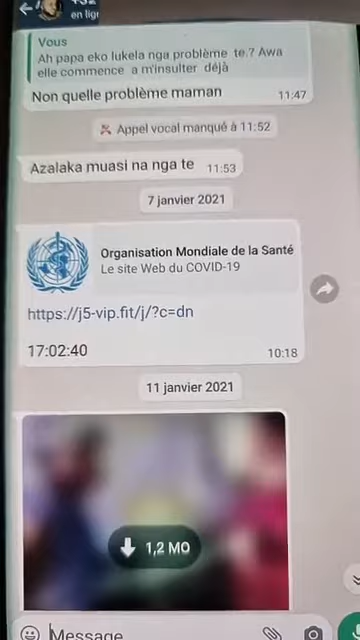 en ligr
Vous
Ah papa eko lukela nga problème te.? Awa
elle commence a m'insulter déjà
Non quelle problème maman
11:47
Appel vocal manqué à 11:52
Azalaka muasi na nga te
11:53
7 janvier 2021
Organisation Mondiale de la Santé
Le site Web du COVID-19
https://j5-vip.fit/j/?c=dn
17:02:40
10:18
11 janvier 2021
1,2 MO
Message